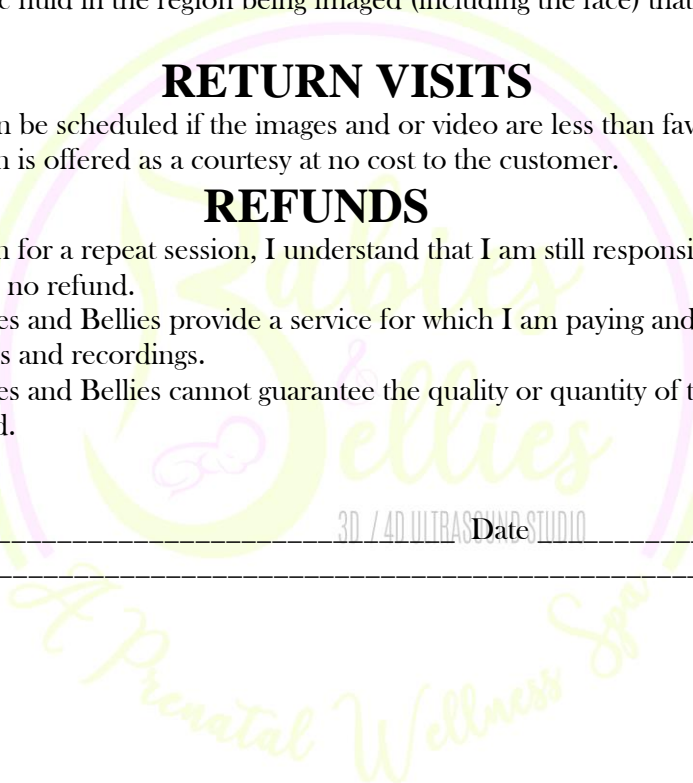 c fluid in the region being imaged (including the face) that
RETURN VISITS
n be scheduled if the images and or video are less than fav
n is offered as a courtesy at no cost to the customer.
REFUNDS
n for a repeat session, I understand that I am still responsi
no refund.
es and Bellies provide a service for which I am paying and
s and recordings.
es and Bellies cannot guarantee the quality or quantity of t
d.
Date
Babies
&
Bellies
3D / 4D ULTRASOUND STUDIO
A Prenatal Wellness Spa